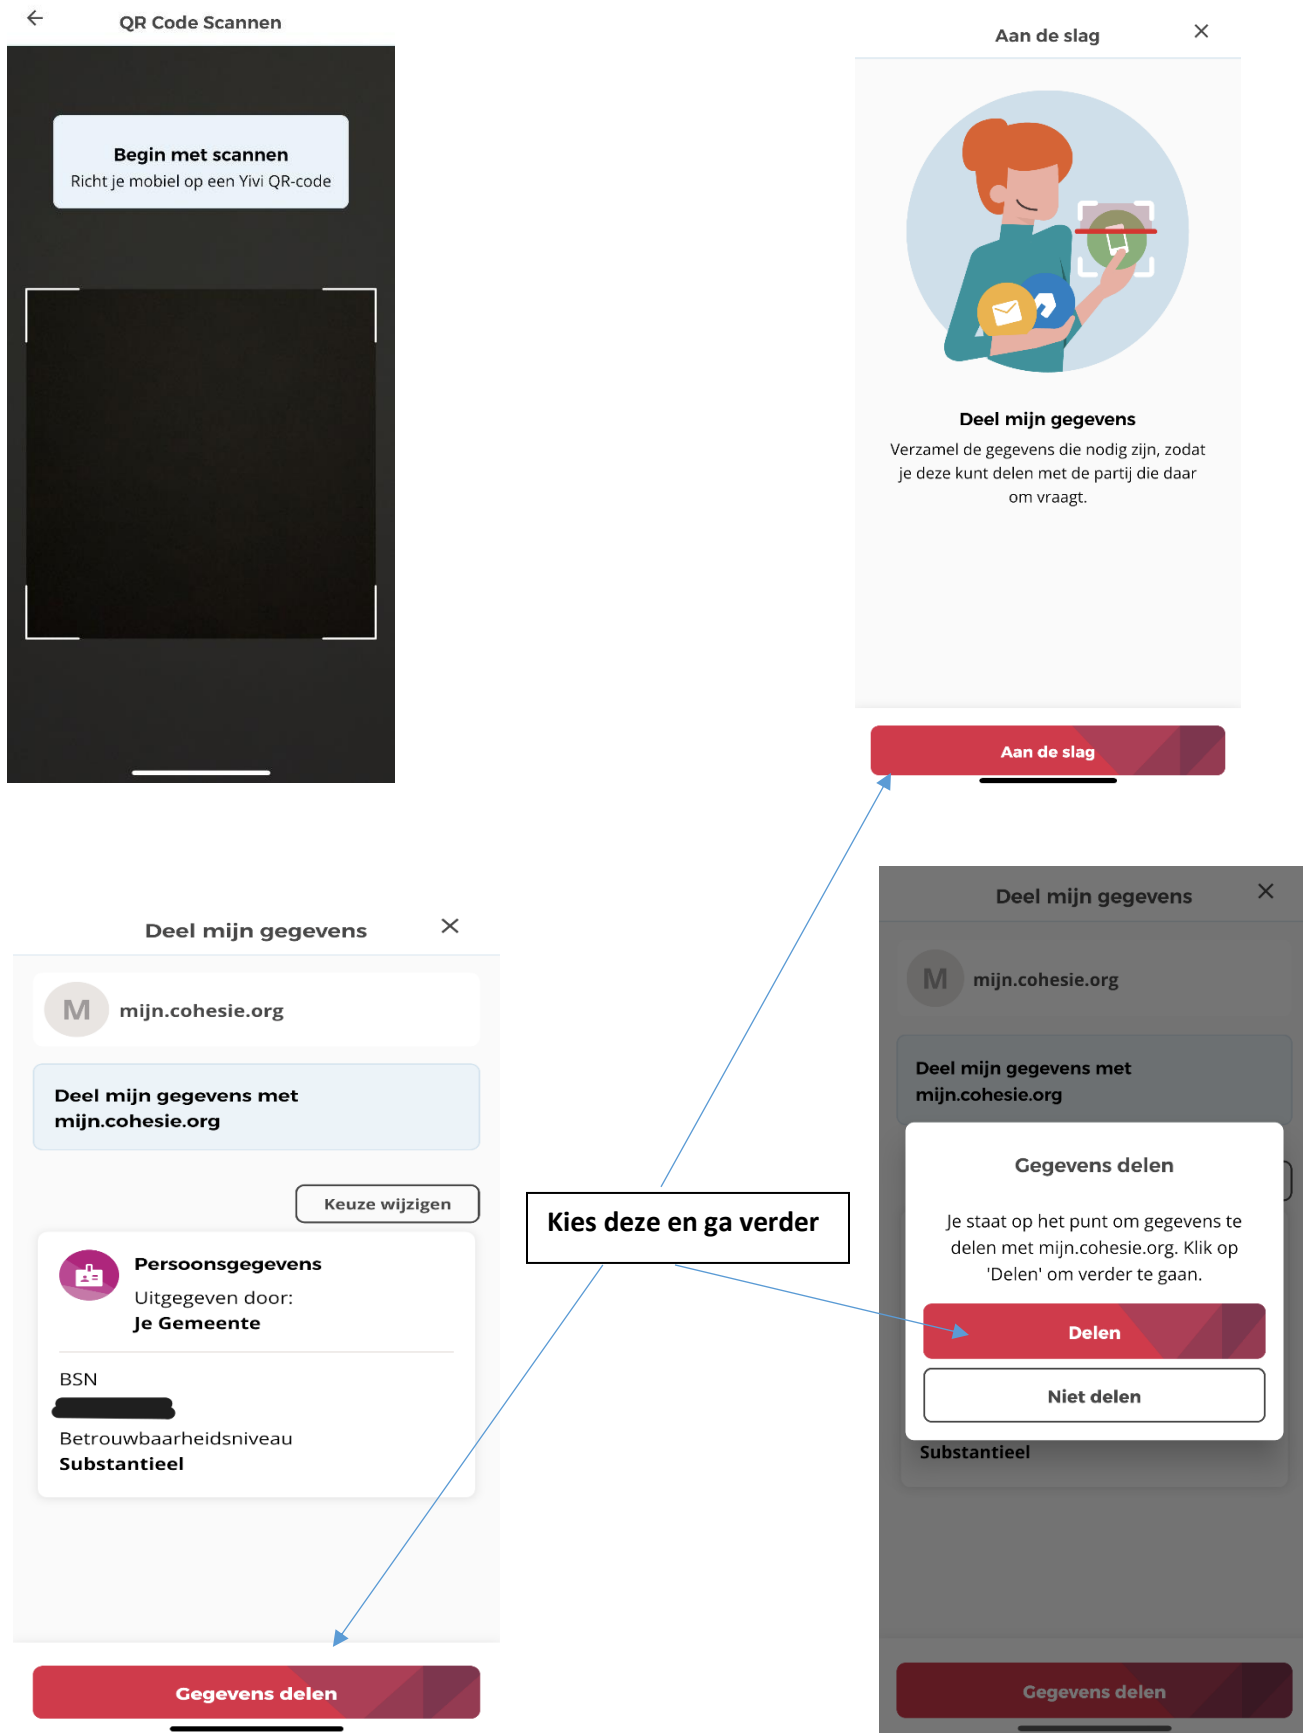 QR Code Scannen
Begin met scannen
Richt je mobiel op een Yivi QR-code
Aan de slag
Deel mijn gegevens
Verzamel de gegevens die nodig zijn, zodat
je deze kunt delen met de partij die daar
om vraagt.
Aan de slag
Deel mijn gegevens
M
mijn.cohesie.org
Deel mijn gegevens met
mijn.cohesie.org
Keuze wijzigen
Persoonsgegevens
Uitgegeven door:
Je Gemeente
BSN
Betrouwbaarheidsniveau
Substantieel
Gegevens delen
Kies deze en ga verder
Deel mijn gegevens
M
mijn.cohesie.org
Deel mijn gegevens met
mijn.cohesie.org
Gegevens delen
Je staat op het punt om gegevens te
delen met mijn.cohesie.org. Klik op
'Delen' om verder te gaan.
Delen
Niet delen
Substantieel
Gegevens delen